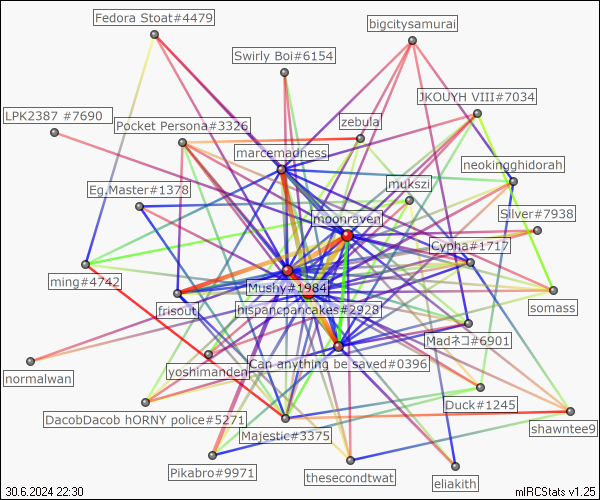 Fedora Stoat#4479
bigcitysamurai
Swirly Boi#6154
JKOUYH VIII#7034
LPK2387 #7690
Pocket Persona#3326
zebula
marcemadness
neokingghidorah
Eg.Master#1378
mukszi
Silver#7938
moonraven
Cypha#1717
ming#4742
Mushy#1984
frisout
hispancpancakes#2928
somass
Madネコ#6901
normalwan
yoshimanden
Can anything be saved#0396
DacobDacob hORNY police#5271
Duck#1245
Majestic#3375
shawntee9
Pikabro#9971
thesecondtwat
eliakith
30.6.2024 22:30
mIRCStats v1.25